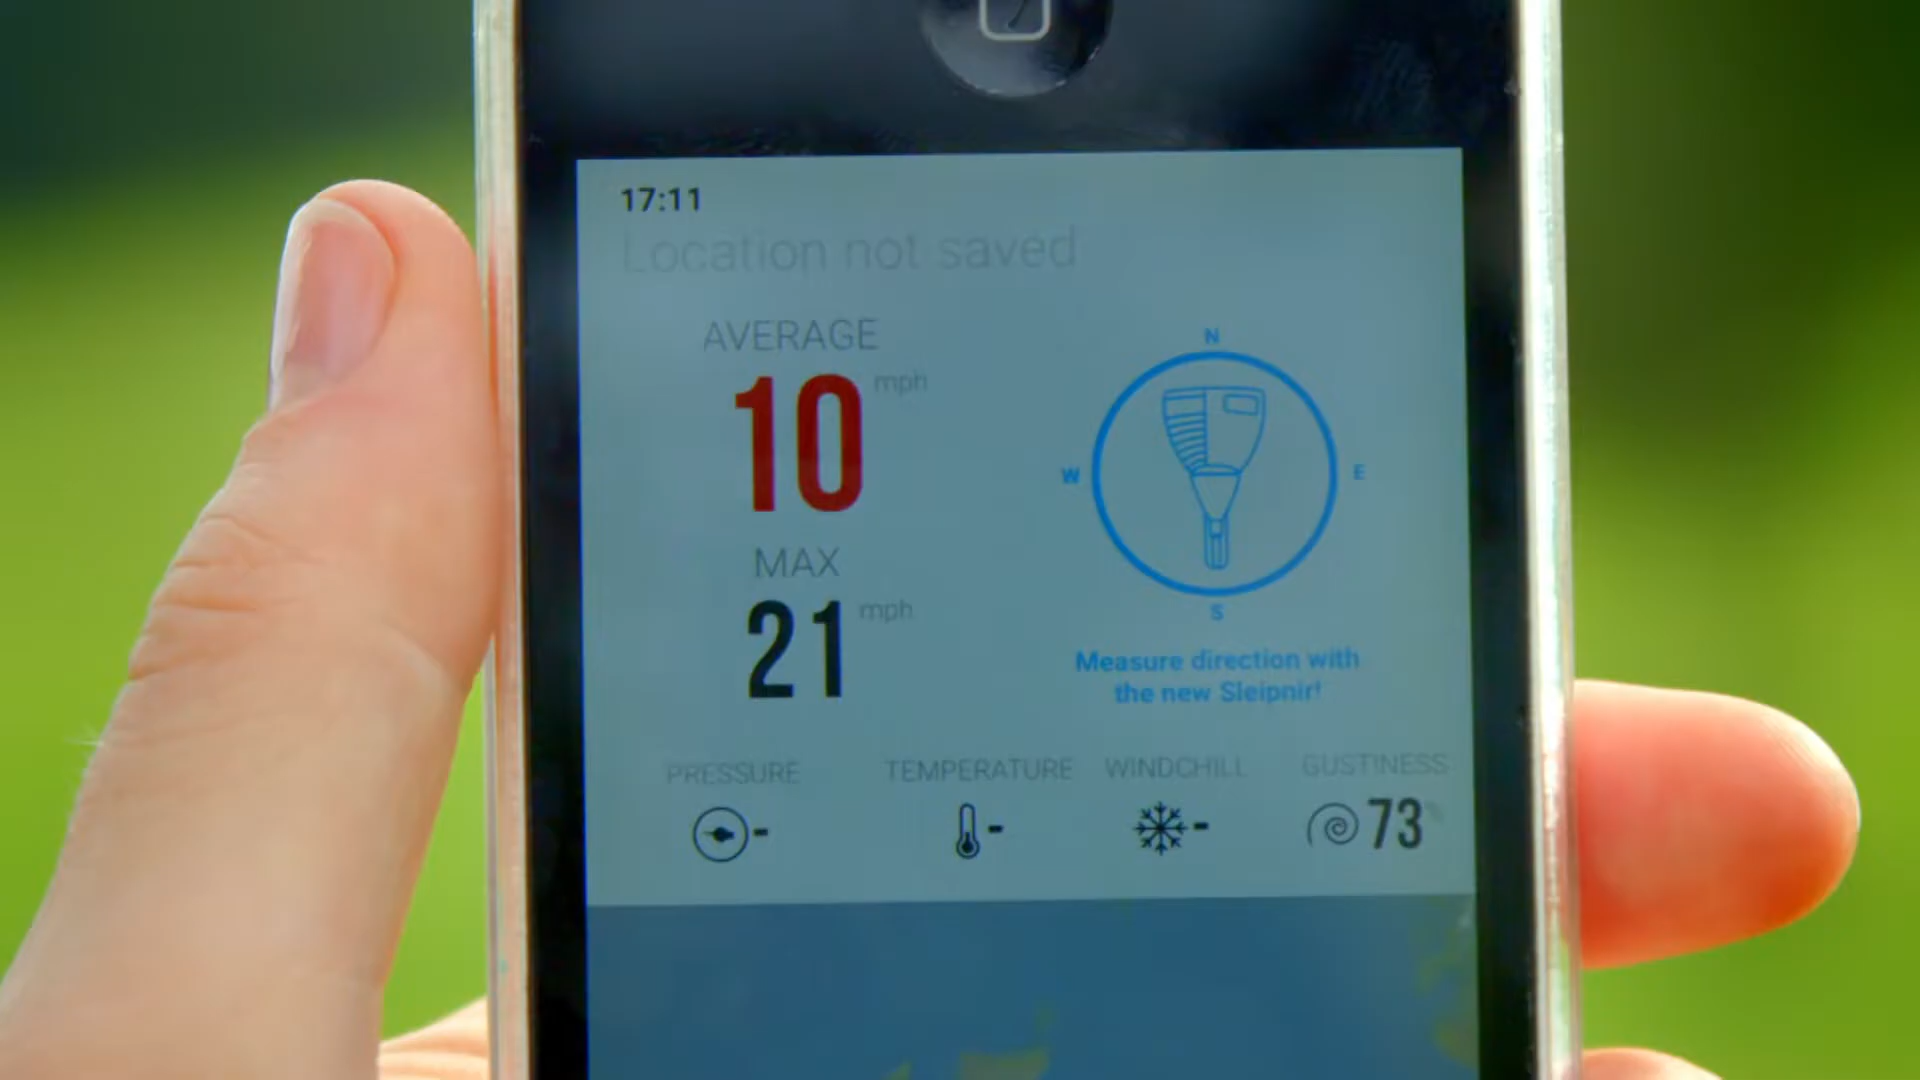 17:11
Location not saved
AVERAGE
10 mph
MAX
21 mph
N
W E
S
Measure direction with
the new Sleipnir!
PRESSURE TEMPERATURE WINDCHILL GUSTINESS
- - - 73%